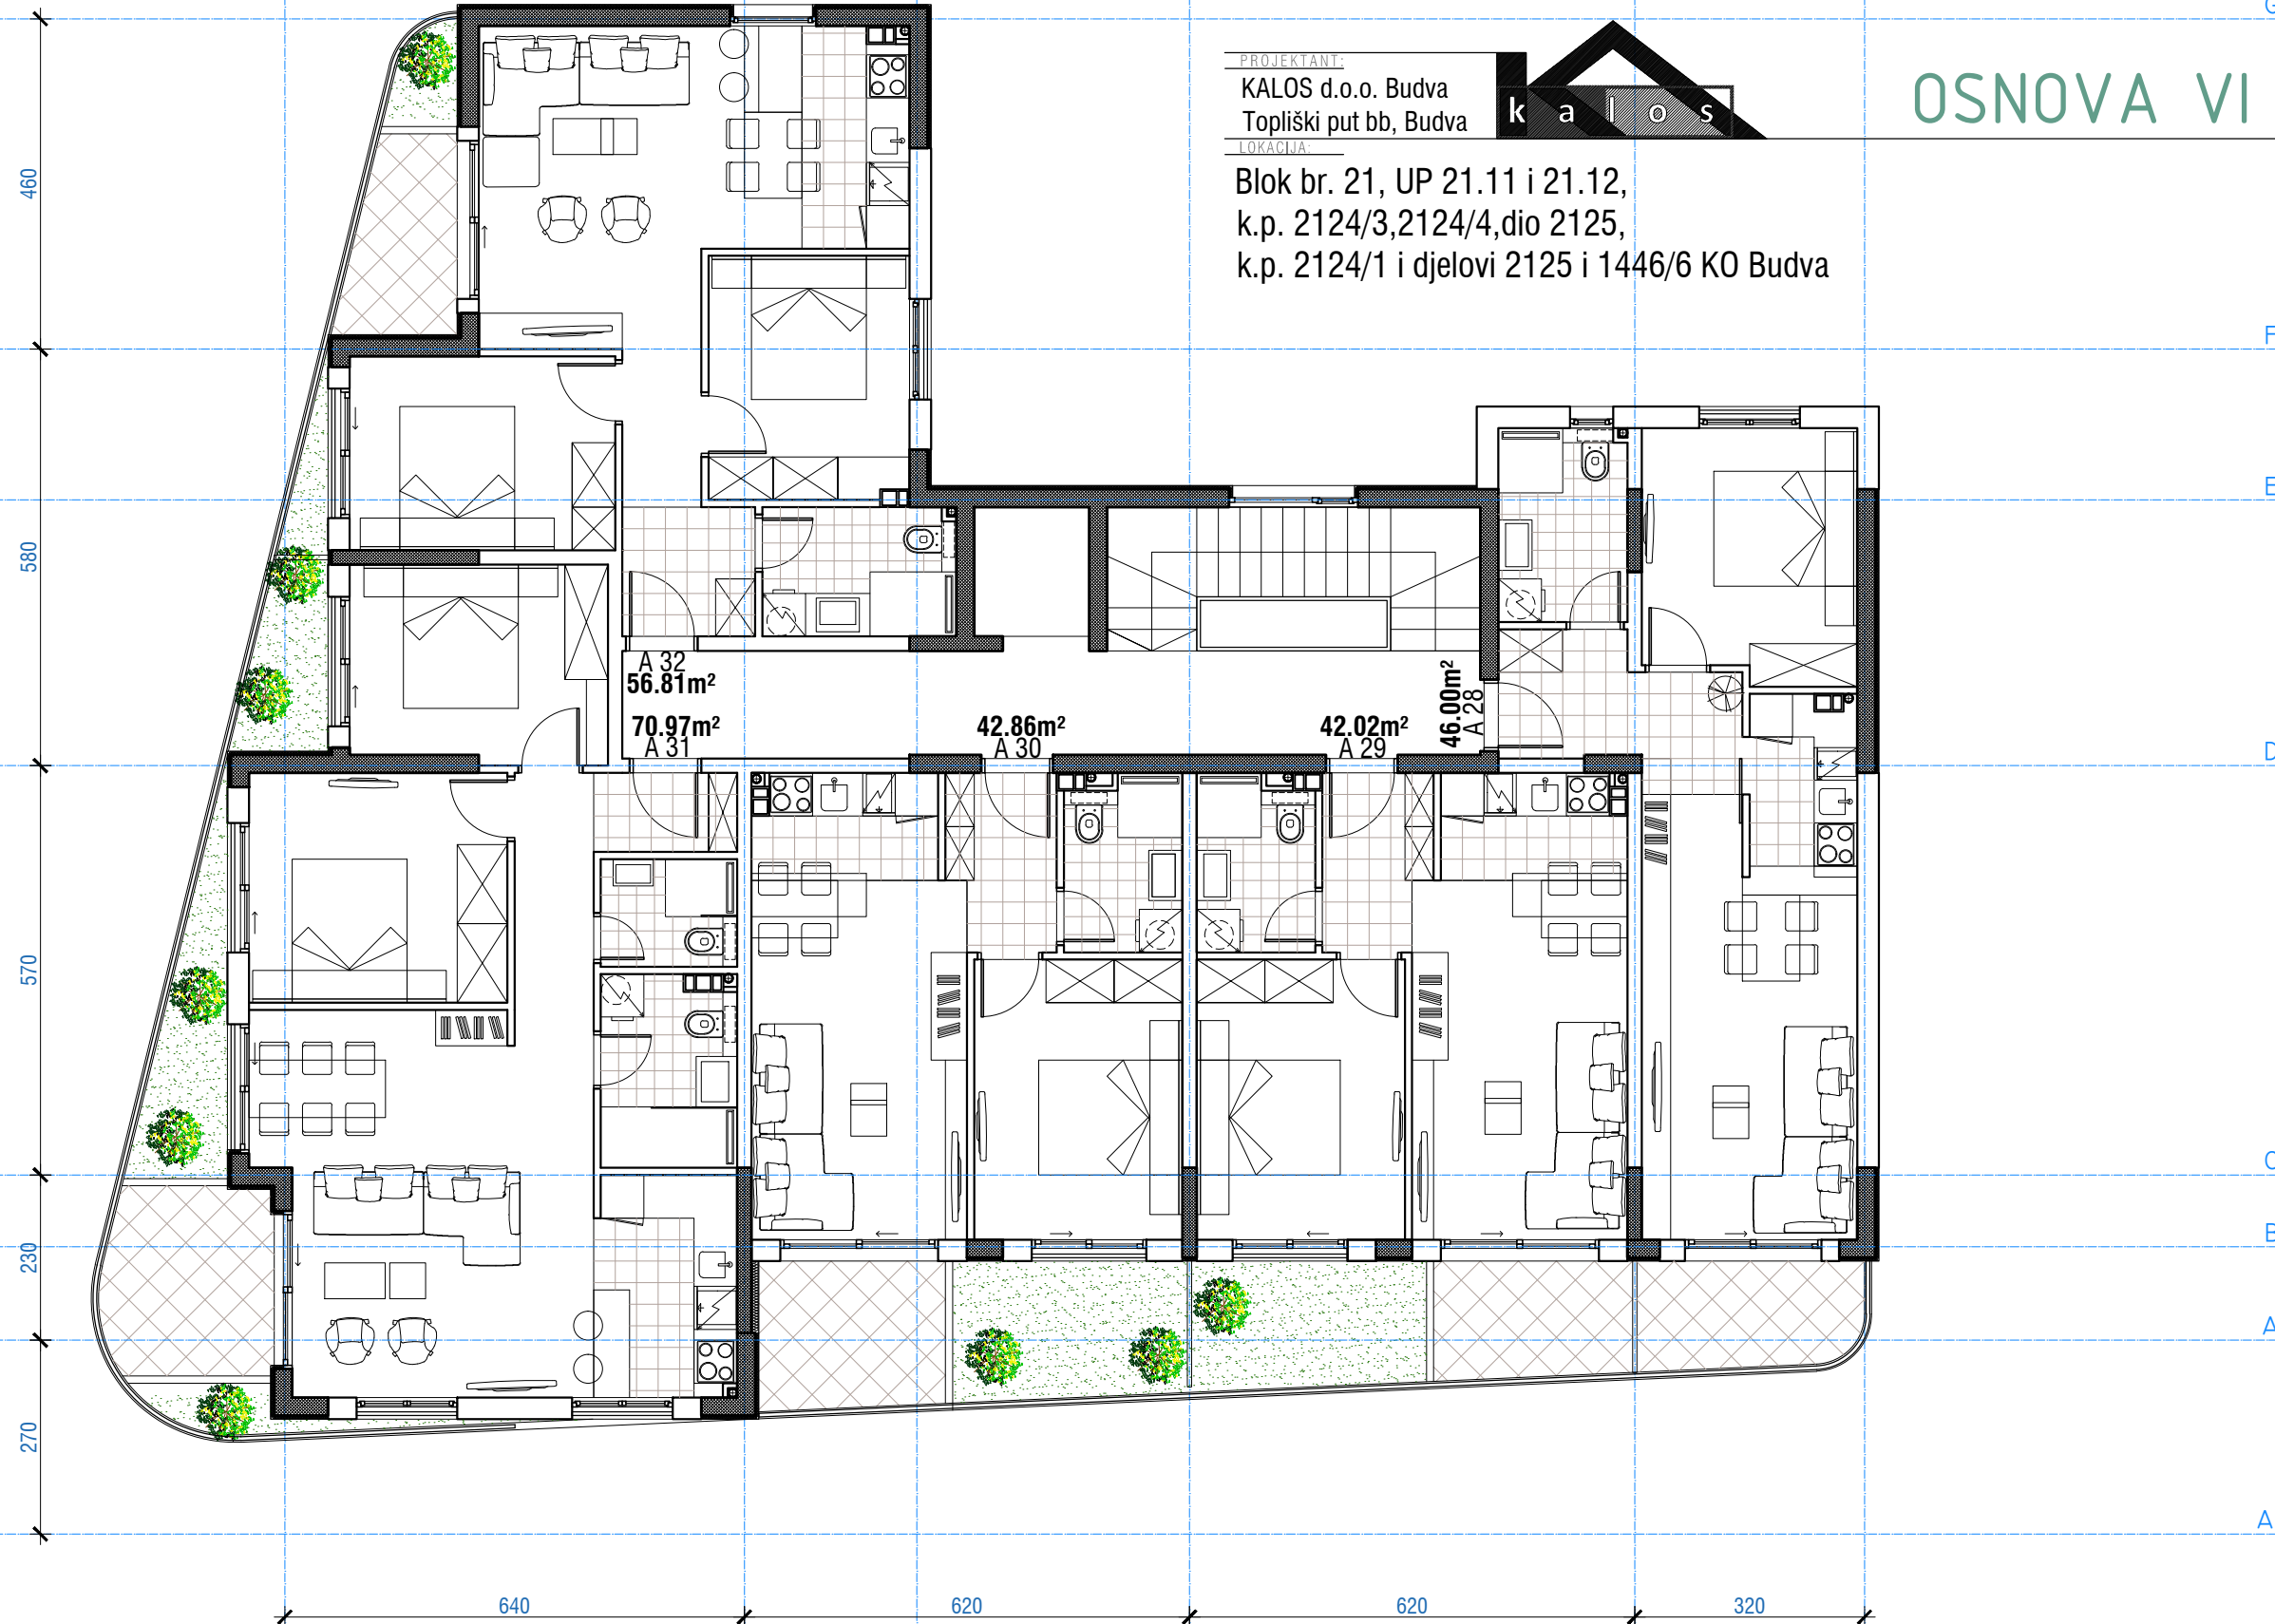 PROJEKTANT:
KALOS d.o.o. Budva
Topliški put bb, Budva
kalos
OSNOVA VI
LOKACIJA:
Blok br. 21, UP 21.11 i 21.12,
k.p. 2124/3,2124/4,dio 2125,
k.p. 2124/1 i djelovi 2125 i 1446/6 KO Budva
460
580
570
230
270
F
E
D
C
B
A
A
A 32
56.81m²
70.97m²
A 31
42.86m²
A 30
42.02m²
A 29
46.00m²
A 28
640
620
620
320